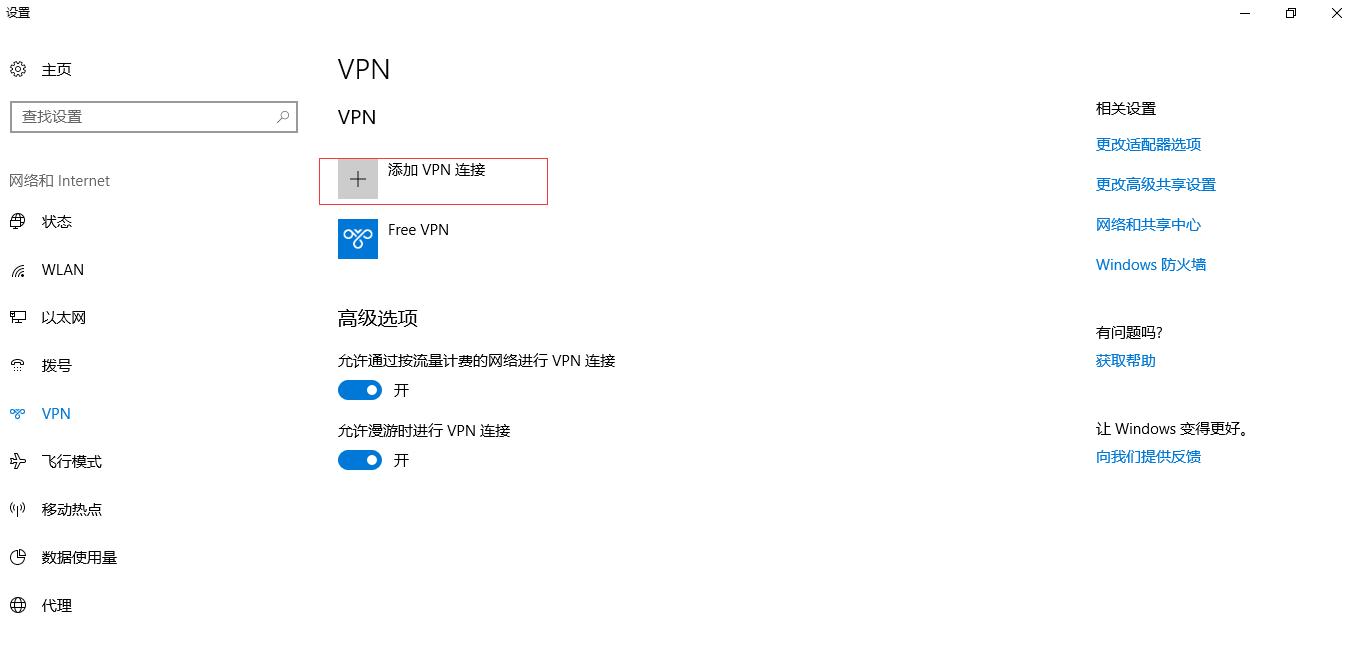 设置
主页
查找设置
网络和 Internet
状态
WLAN
以太网
拨号
VPN
飞行模式
移动热点
数据使用量
代理
VPN
VPN
添加 VPN 连接
Free VPN
高级选项
允许通过按流量计费的网络进行 VPN 连接
开
允许漫游时进行 VPN 连接
开
相关设置
更改适配器选项
更改高级共享设置
网络和共享中心
Windows 防火墙
有问题吗?
获取帮助
让 Windows 变得更好。
向我们提供反馈